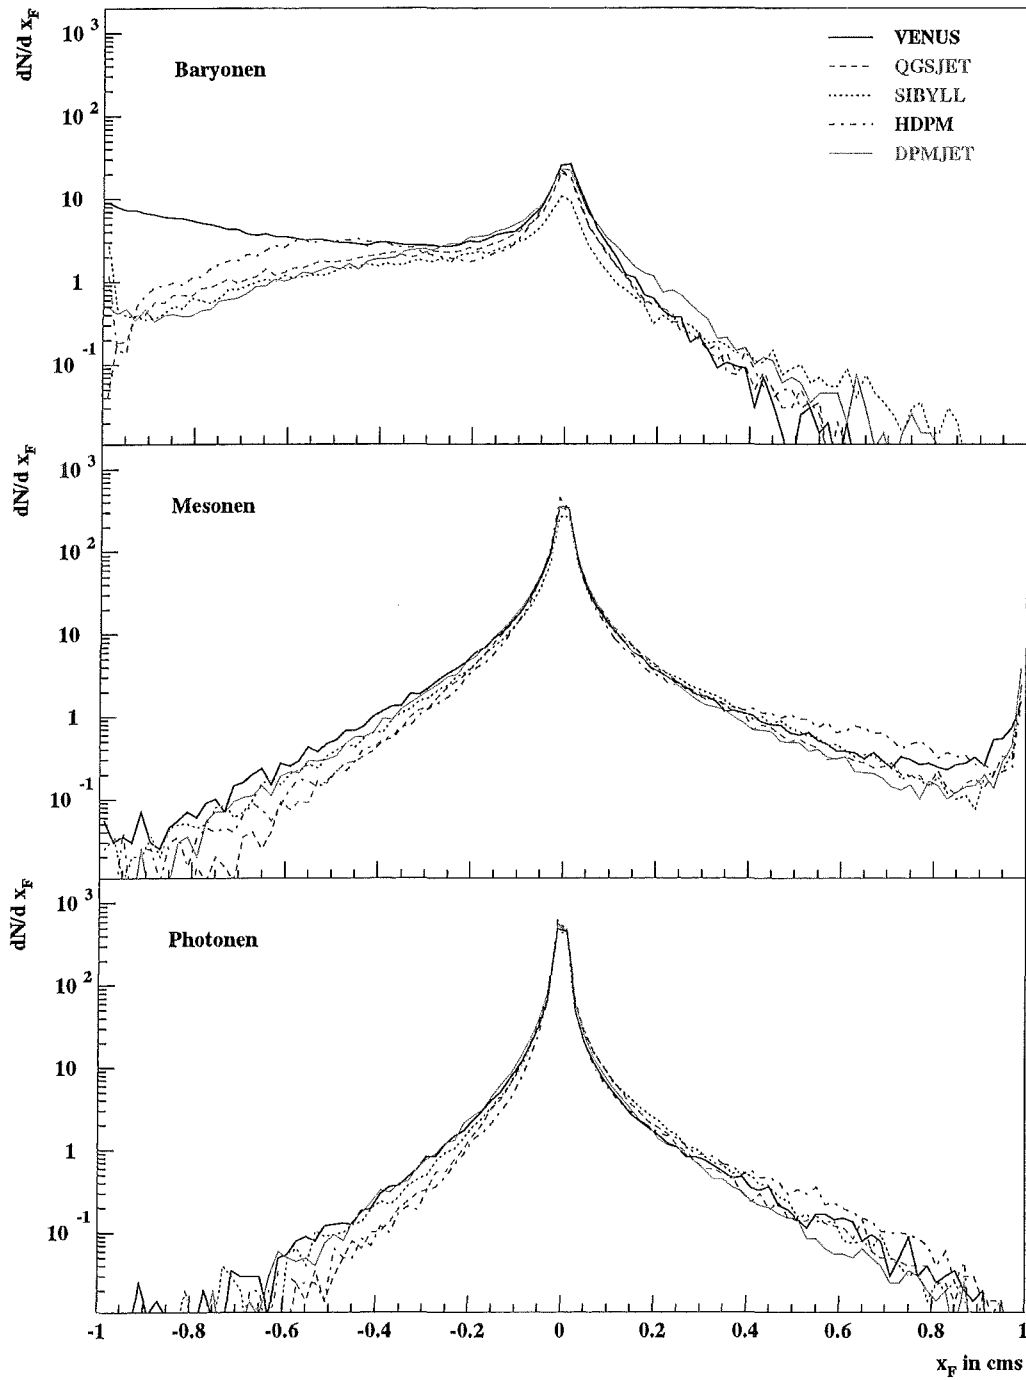 dN/d x_F
10^3
10^2
10
1
10^-1
Baryonen
VENUS
QGSJET
SIBYLL
HDPM
DPMJET
dN/d x_F
10^3
10^2
10
1
10^-1
Mesonen
dN/d x_F
10^3
10^2
10
1
10^-1
Photonen
-1 -0.8 -0.6 -0.4 -0.2 0 0.2 0.4 0.6 0.8 1
x_F in cms